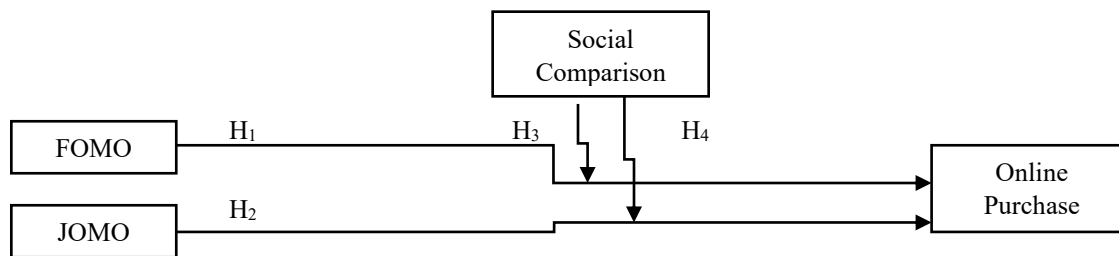 Social
Comparison
H₁
H₃
H₄
FOMO
Online
Purchase
H₂
JOMO